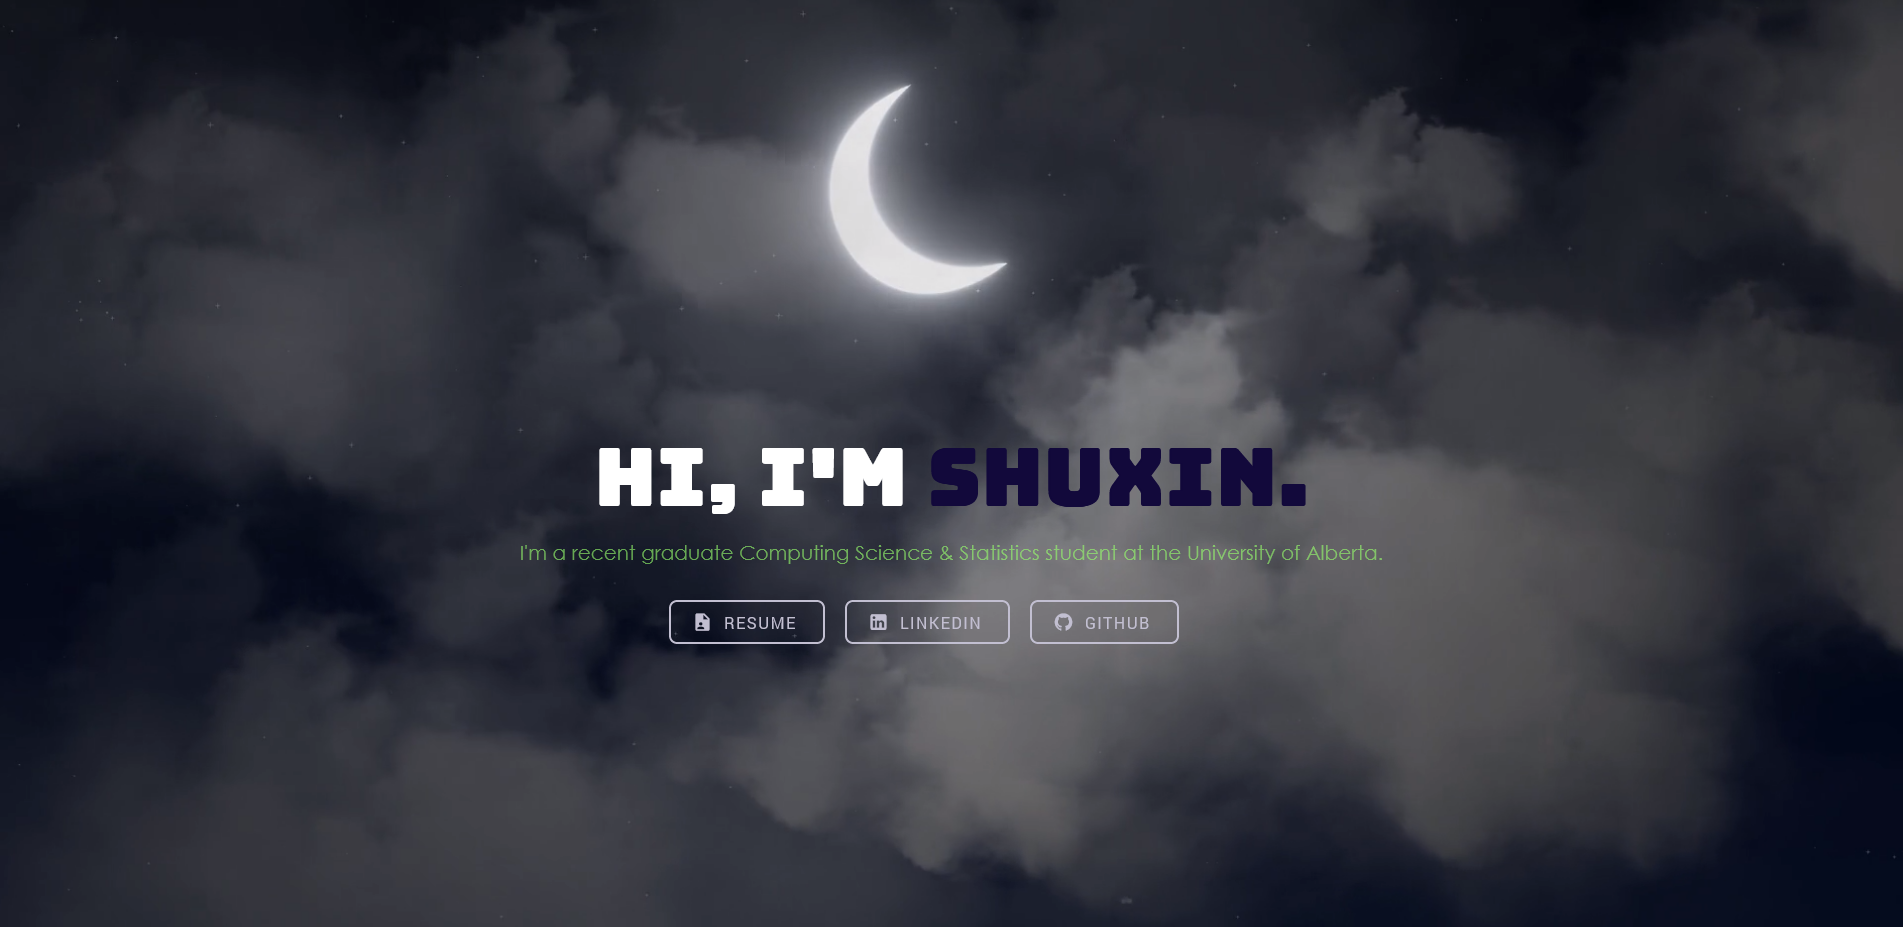 HI, I'M SHUXIN.
I'm a recent graduate Computing Science & Statistics student at the University of Alberta.
RESUME
LINKEDIN
GITHUB